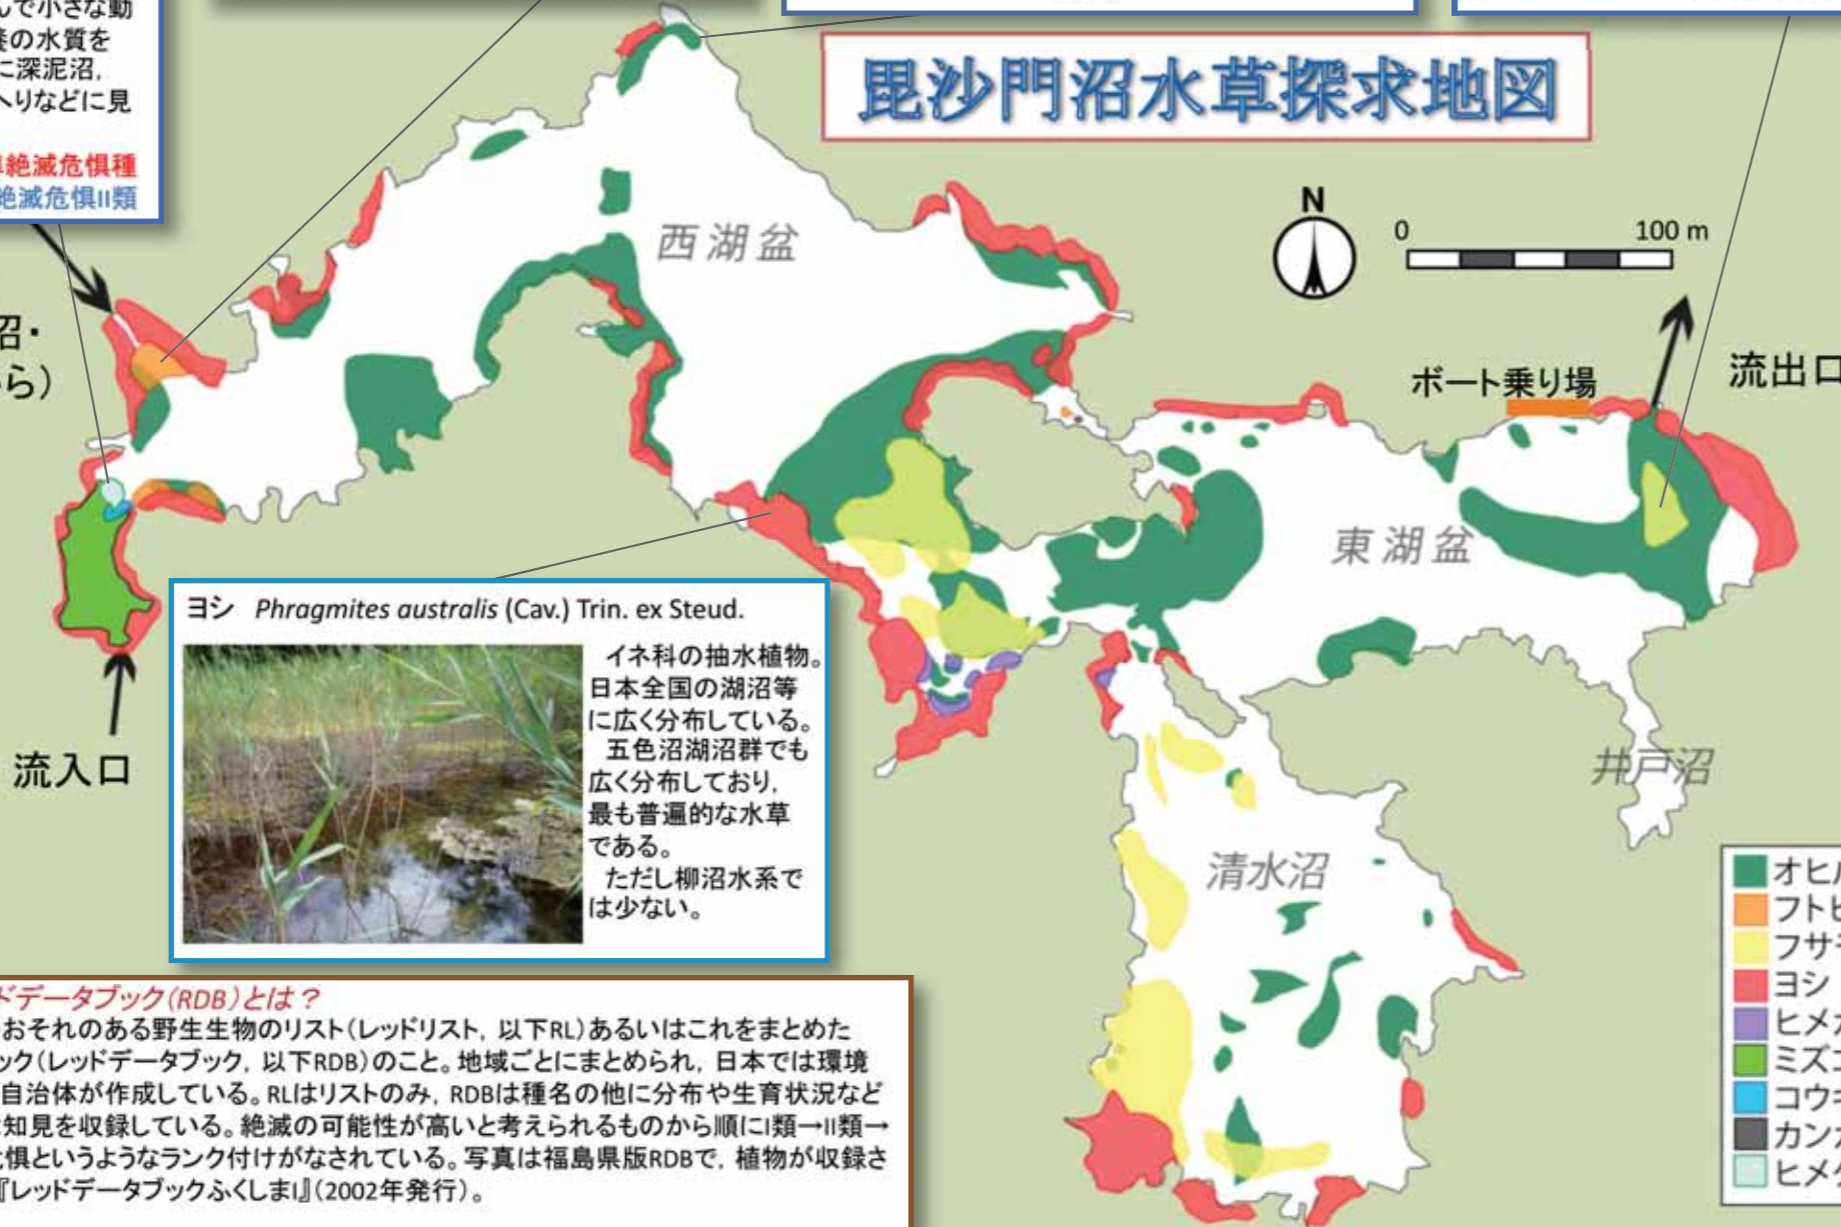 んで小さな動
養の水質を
に深泥沼,
へりなどに見
準絶滅危惧種
絶滅危惧II類
毘沙門沼水草探求地図
N
0 100 m
西湖盆
沼・
から）
ボート乗り場
流出口
東湖盆
ヨシ Phragmites australis (Cav.) Trin. ex Steud.
イネ科の抽水植物。
日本全国の湖沼等
に広く分布している。
五色沼湖沼群でも
広く分布しており,
最も普遍的な水草
である。
ただし柳沼水系で
は少ない。
流入口
井戸沼
清水沼
オヒル
フトヒ
フサモ
ヨシ
ヒメカ
ミズニ
コウキ
カンカ
ヒメタ
ドデータブック（RDB）とは？
おそれのある野生生物のリスト（レッドリスト, 以下RL）あるいはこれをまとめた
ック（レッドデータブック, 以下RDB）のこと。地域ごとにまとめられ, 日本では環境
自治体が作成している。RLはリストのみ, RDBは種名の他に分布や生育状況など
知見を収録している。絶滅の可能性が高いと考えられるものから順にI類→II類→
危惧というようなランク付けがなされている。写真は福島県版RDBで, 植物が収録さ
『レッドデータブックふくしまI』（2002年発行）。